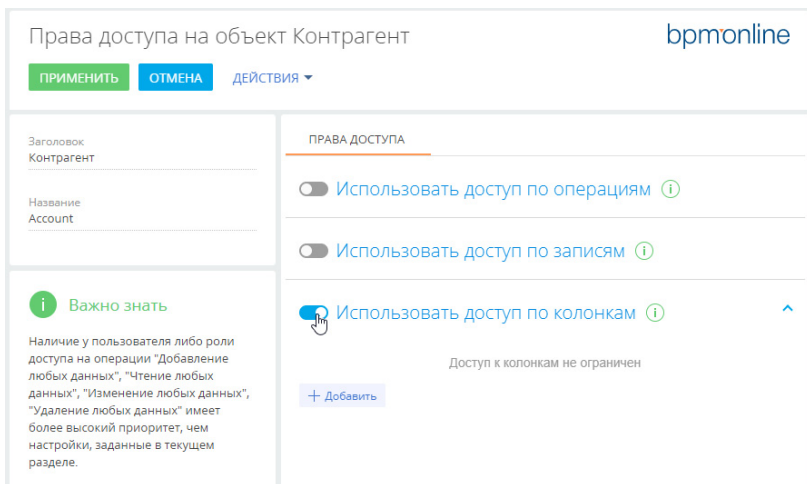 Права доступа на объект Контрагент
bpmonline
ПРИМЕНИТЬ
ОТМЕНА
ДЕЙСТВИЯ
Заголовок
Контрагент
Название
Account
i Важно знать
Наличие у пользователя либо роли
доступа на операции "Добавление
любых данных", "Чтение любых
данных", "Изменение любых данных",
"Удаление любых данных" имеет
более высокий приоритет, чем
настройки, заданные в текущем
разделе.
ПРАВА ДОСТУПА
Использовать доступ по операциям i
Использовать доступ по записям i
Использовать доступ по колонкам i
Доступ к колонкам не ограничен
+ Добавить